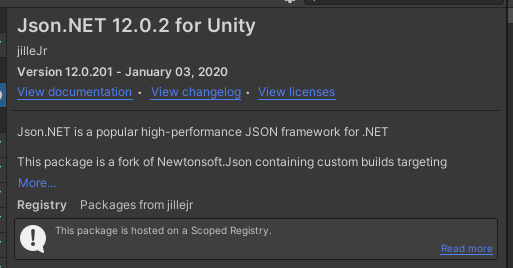 Json.NET 12.0.2 for Unity
jilleJr
Version 12.0.201 - January 03, 2020
View documentation • View changelog • View licenses
Json.NET is a popular high-performance JSON framework for .NET
This package is a fork of Newtonsoft.Json containing custom builds targeting
More...
Registry Packages from jillejr
This package is hosted on a Scoped Registry.
Read more